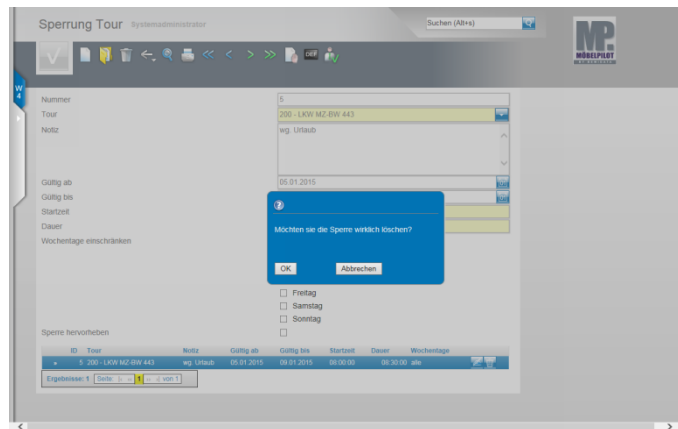 Sperrung Tour Systemadministrator
Suchen (Alt+s)
MP.
MÖBELPILOT
DEF
W
4
Nummer 5
Tour 200 - LKW MZ-BW 443
Notiz wg. Urlaub
Gültig ab 05.01.2015
Gültig bis
Startzeit
Dauer
Wochentage einschränken
Möchten sie die Sperre wirklich löschen?
OK Abbrechen
Freitag
Samstag
Sonntag
Sperre hervorheben
ID Tour Notiz Gültig ab Gültig bis Startzeit Dauer Wochentage
5 200 - LKW MZ-BW 443 wg. Urlaub 05.01.2015 09.01.2015 08:00:00 08:30:00 alle
Ergebnisse: 1 Seite: 1 von 1